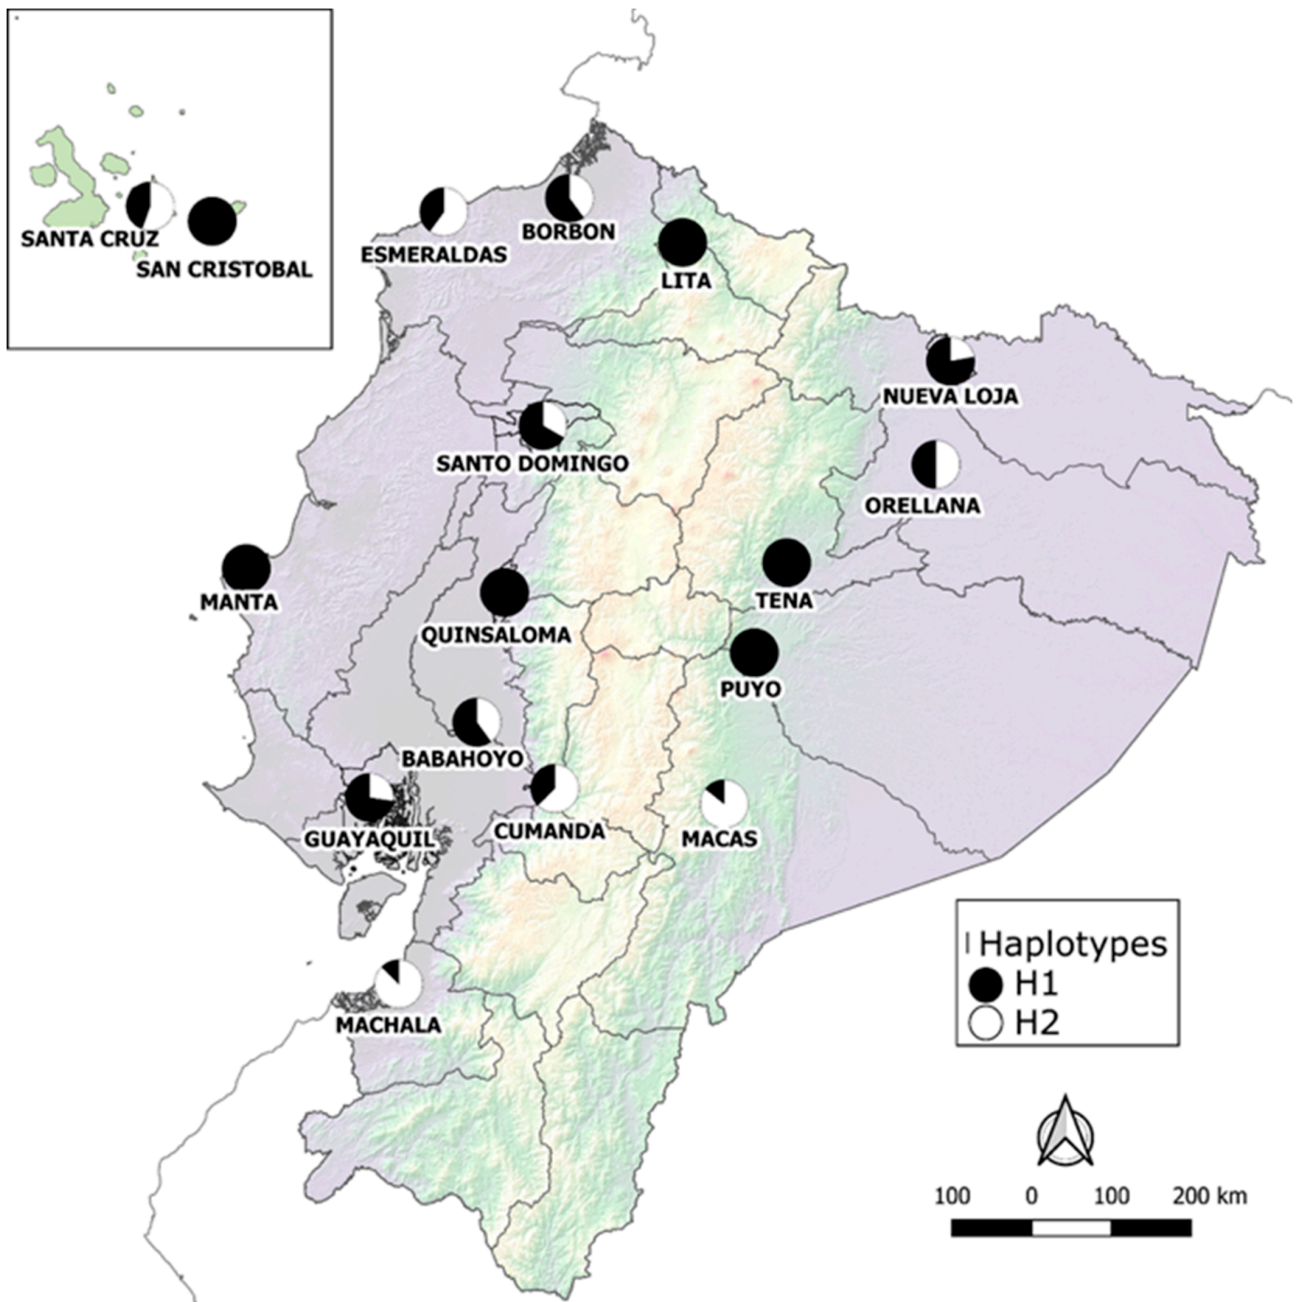 SANTA CRUZ
SAN CRISTOBAL
ESMERALDAS
BORBON
LITA
NUEVA LOJA
SANTO DOMINGO
ORELLANA
MANTA
TENA
QUINSALOMA
PUYO
BABAHOYO
GUAYAQUIL
CUMANDA
MACAS
MACHALA
Haplotypes
H1
H2
100 0 100 200 km